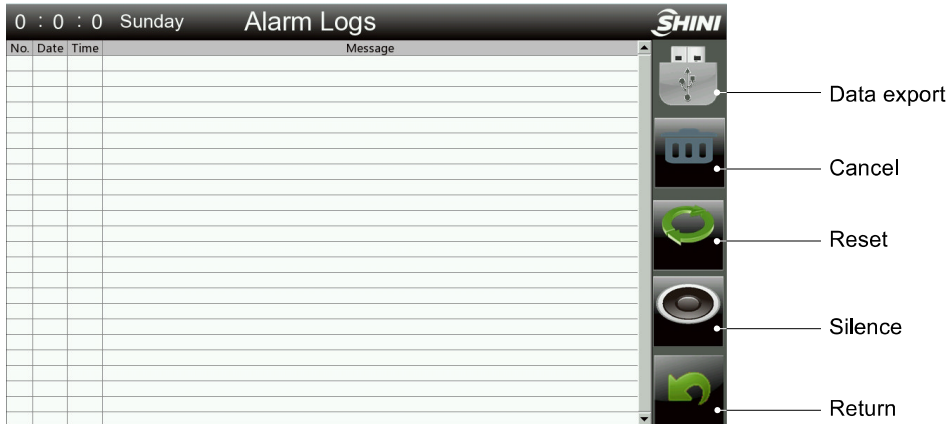 0 : 0 : 0 Sunday Alarm Logs SHINI
No. Date Time Message
Data export
Cancel
Reset
Silence
Return